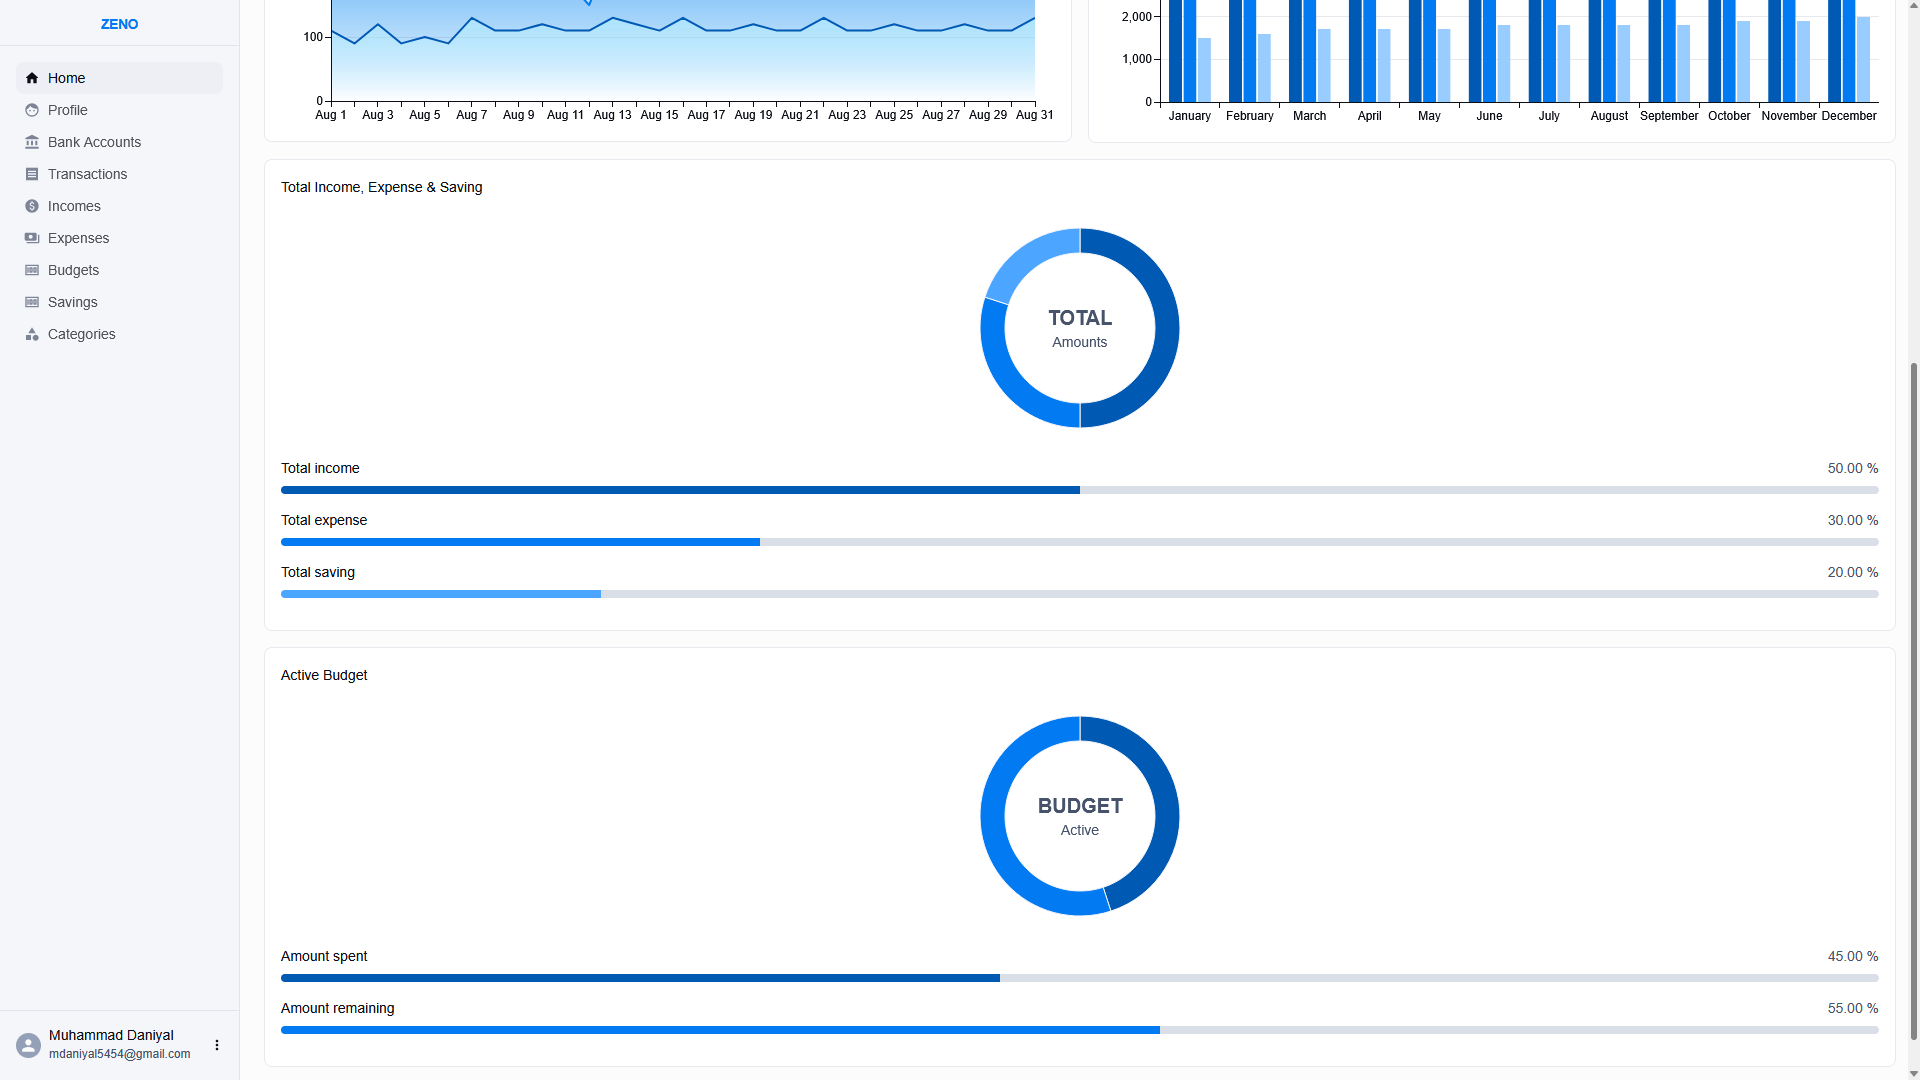 ZENO
Home
Profile
Bank Accounts
Transactions
Incomes
Expenses
Budgets
Savings
Categories
Muhammad Daniyal
mdaniyal5454@gmail.com
100
0
Aug 1 Aug 3 Aug 5 Aug 7 Aug 9 Aug 11 Aug 13 Aug 15 Aug 17 Aug 19 Aug 21 Aug 23 Aug 25 Aug 27 Aug 29 Aug 31
2,000
1,000
0
January February March April May June July August September October November December
Total Income, Expense & Saving
TOTAL
Amounts
Total income 50.00 %
Total expense 30.00 %
Total saving 20.00 %
Active Budget
BUDGET
Active
Amount spent 45.00 %
Amount remaining 55.00 %